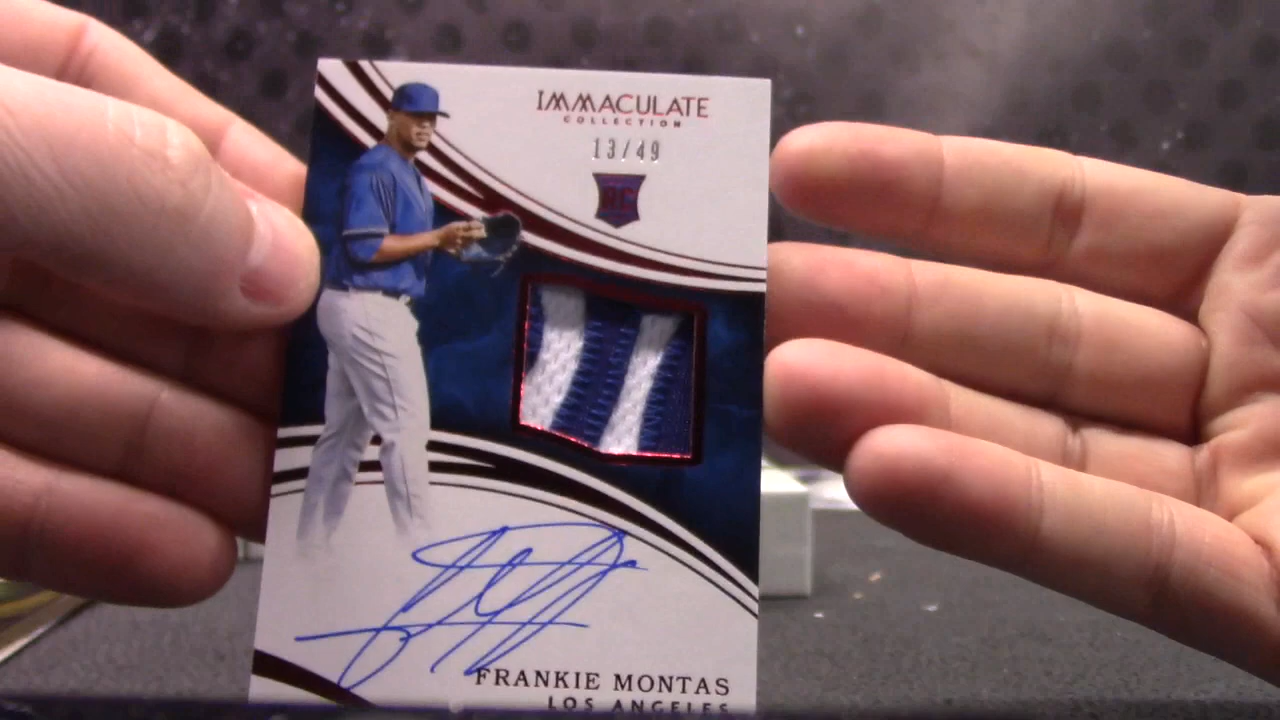 IMMACULATE
COLLECTION
13/49
RC
FRANKIE MONTAS
LOS ANGELES